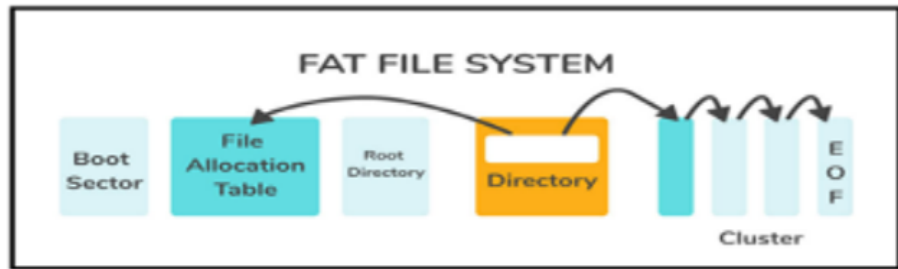 FAT FILE SYSTEM
Boot
Sector
File
Allocation
Table
Root
Directory
Directory
E
O
F
Cluster